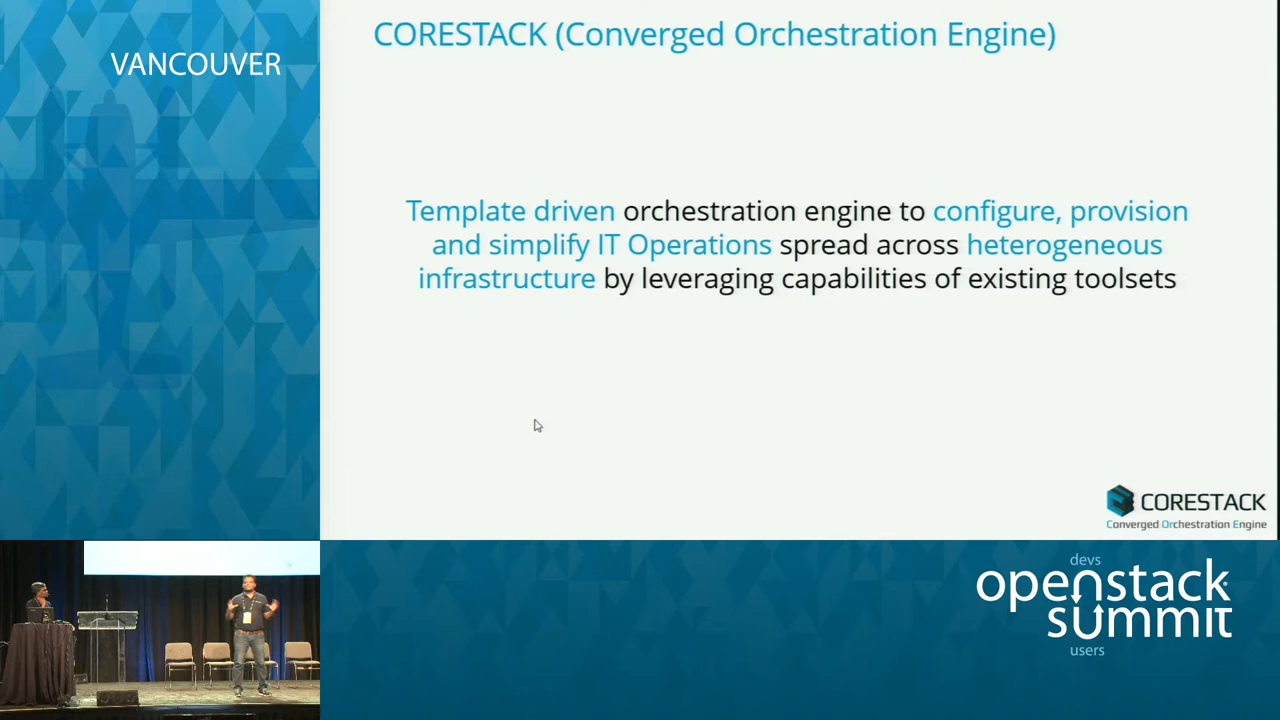 VANCOUVER
CORESTACK (Converged Orchestration Engine)
Template driven orchestration engine to configure, provision
and simplify IT Operations spread across heterogeneous
infrastructure by leveraging capabilities of existing toolsets
CORESTACK
Converged Orchestration Engine
devs
openstack
summit
users